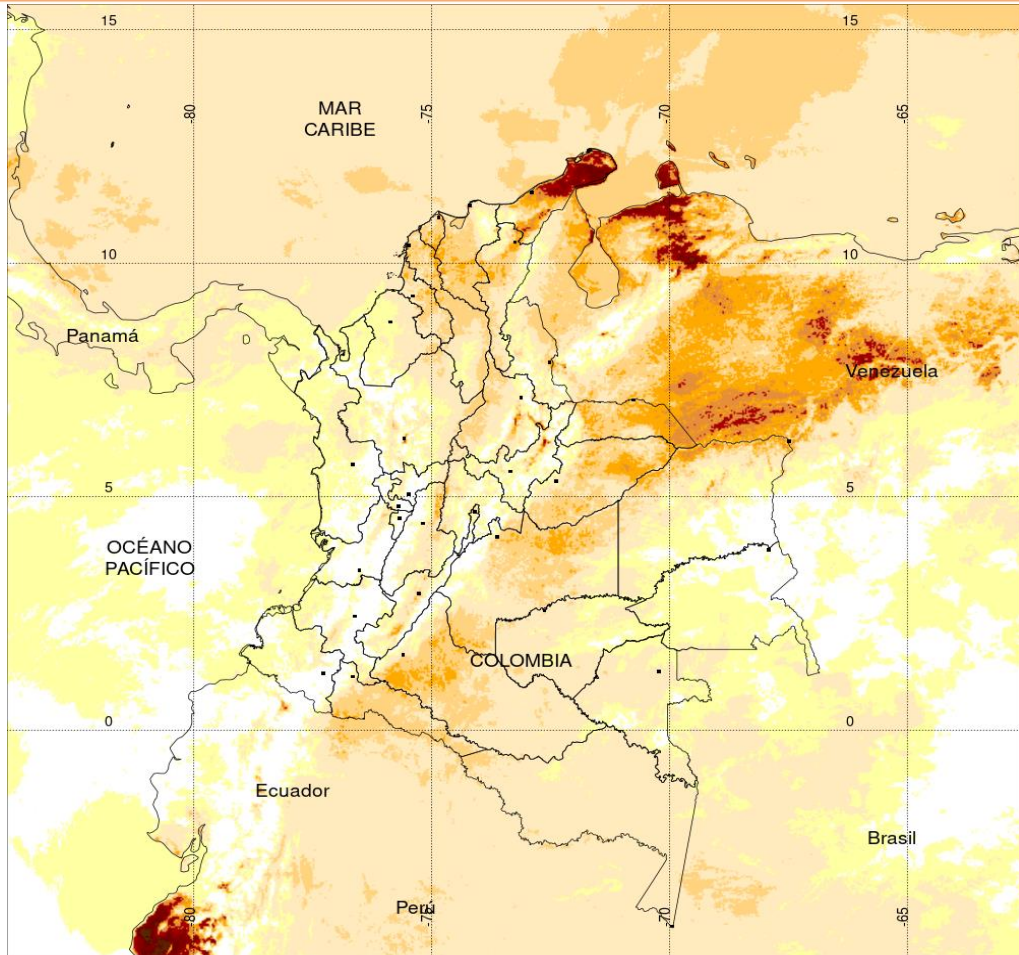 15
15
-80
-75
-70
-65
MAR
CARIBE
10
10
Panamá
Venezuela
5
5
OCÉANO
PACÍFICO
COLOMBIA
0
0
Ecuador
Brasil
Perú
-80
-75
-70
-65